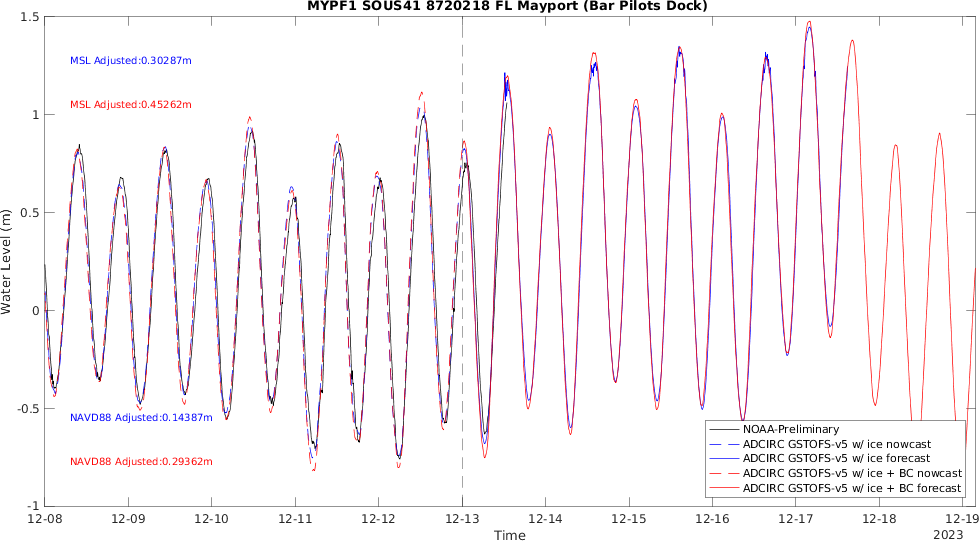 MYPF1 SOUS41 8720218 FL Mayport (Bar Pilots Dock)
1.5
1
0.5
0
-0.5
-1
Water Level (m)
MSL Adjusted:0.30287m
MSL Adjusted:0.45262m
NAVD88 Adjusted:0.14387m
NAVD88 Adjusted:0.29362m
NOAA-Preliminary
ADCIRC GSTOFS-v5 w/ ice nowcast
ADCIRC GSTOFS-v5 w/ ice forecast
ADCIRC GSTOFS-v5 w/ ice + BC nowcast
ADCIRC GSTOFS-v5 w/ ice + BC forecast
12-08 12-09 12-10 12-11 12-12 12-13 12-14 12-15 12-16 12-17 12-18 12-19
Time
2023